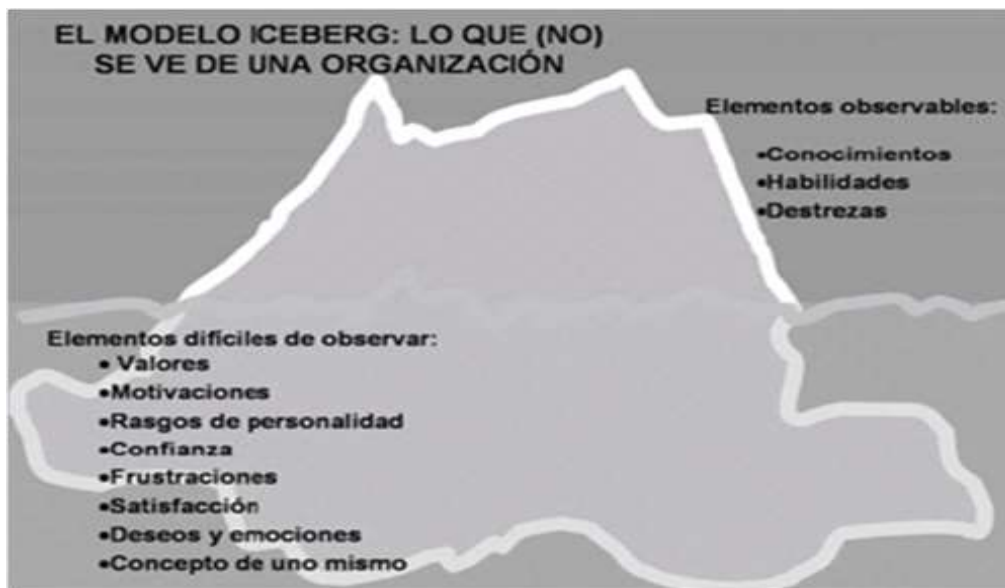 EL MODELO ICEBERG: LO QUE (NO)
SE VE DE UNA ORGANIZACIÓN
Elementos observables:
•Conocimientos
•Habilidades
•Destrezas
Elementos difíciles de observar:
• Valores
•Motivaciones
•Rasgos de personalidad
•Confianza
•Frustraciones
•Satisfacción
•Deseos y emociones
•Concepto de uno mismo